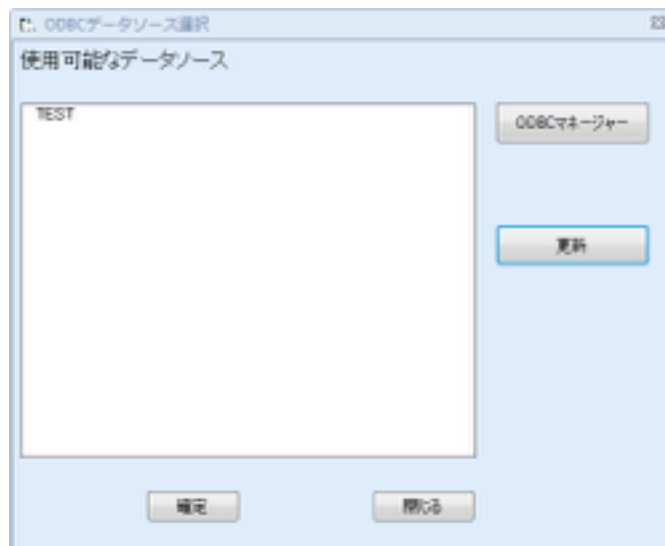 ODBCデータソース選択
使用可能なデータソース
TEST
ODBCマネージャー
更新
確定
閉じる